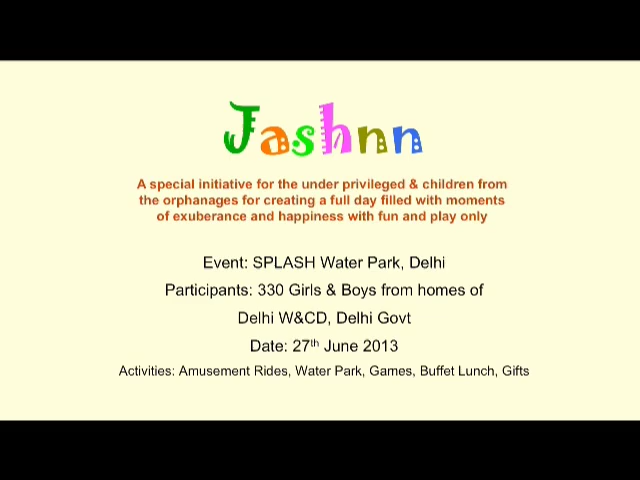 Jashnn
A special initiative for the under privileged & children from
the orphanages for creating a full day filled with moments
of exuberance and happiness with fun and play only
Event: SPLASH Water Park, Delhi
Participants: 330 Girls & Boys from homes of
Delhi W&CD, Delhi Govt
Date: 27th June 2013
Activities: Amusement Rides, Water Park, Games, Buffet Lunch, Gifts